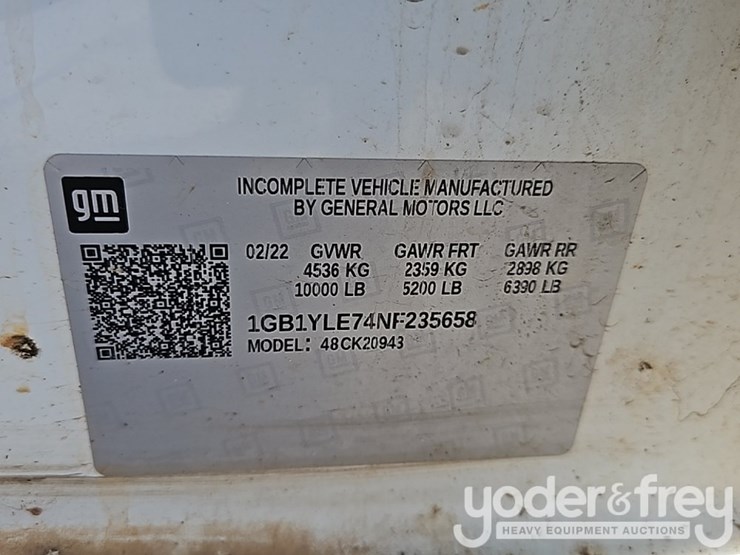 gm
INCOMPLETE VEHICLE MANUFACTURED
BY GENERAL MOTORS LLC
02/22 GVWR GAWR FRT GAWR RR
4536 KG 2359 KG 2898 KG
10000 LB 5200 LB 6390 LB
1GB1YLE74NF235658
MODEL: 48CK20943
yoder&frey
HEAVY EQUIPMENT AUCTIONS